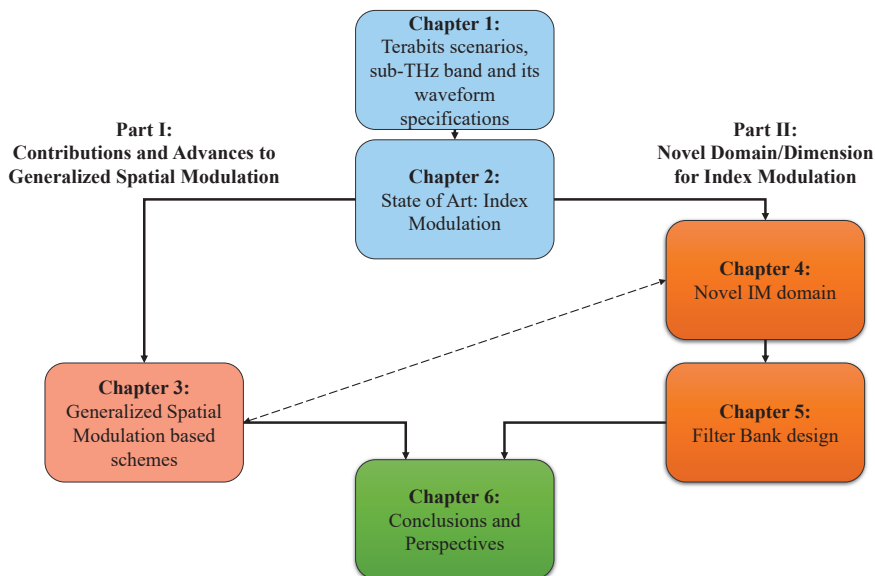 Chapter 1:
Terabits scenarios,
sub-THz band and its
waveform
specifications
Part I:
Contributions and Advances to
Generalized Spatial Modulation
Part II:
Novel Domain/Dimension
for Index Modulation
Chapter 2:
State of Art: Index
Modulation
Chapter 4:
Novel IM domain
Chapter 3:
Generalized Spatial
Modulation based
schemes
Chapter 5:
Filter Bank design
Chapter 6:
Conclusions and
Perspectives